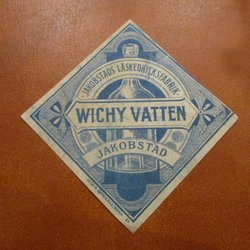 JAKOBSTADS LÄSKEDRYCKSFABRIK
WICHY VATTEN
JAKOBSTAD